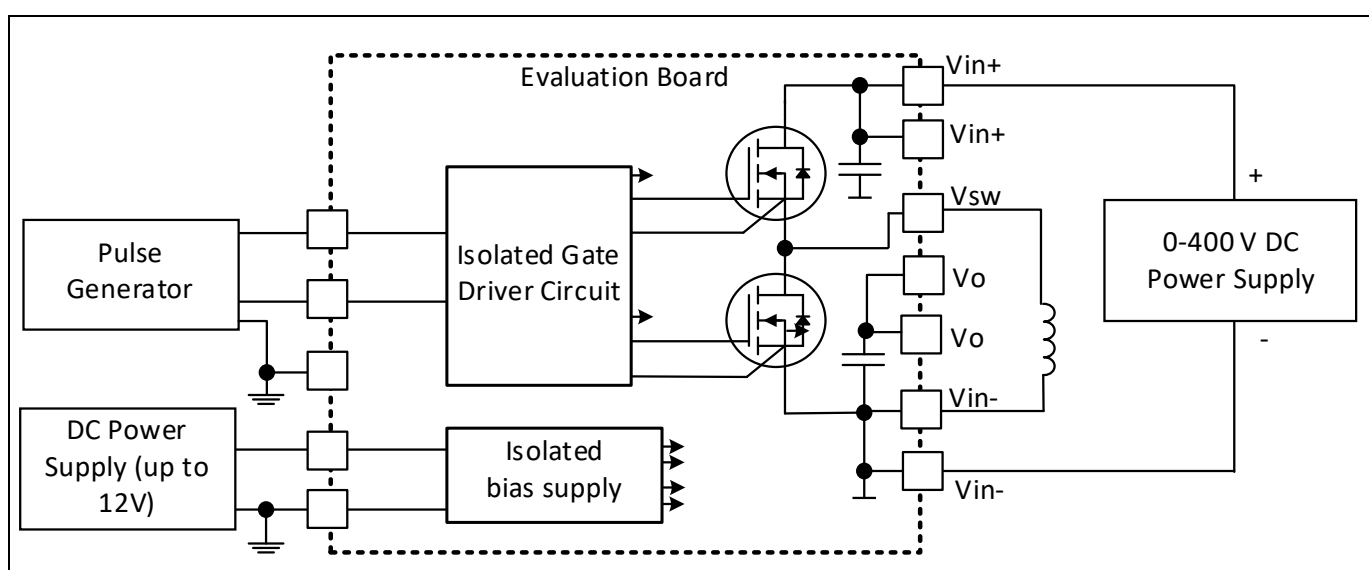 Evaluation Board
Pulse
Generator
DC Power
Supply (up to
12V)
Isolated Gate
Driver Circuit
Isolated
bias supply
Vin+
Vin+
Vsw
Vo
Vo
Vin-
Vin-
+
0-400 V DC
Power Supply
-